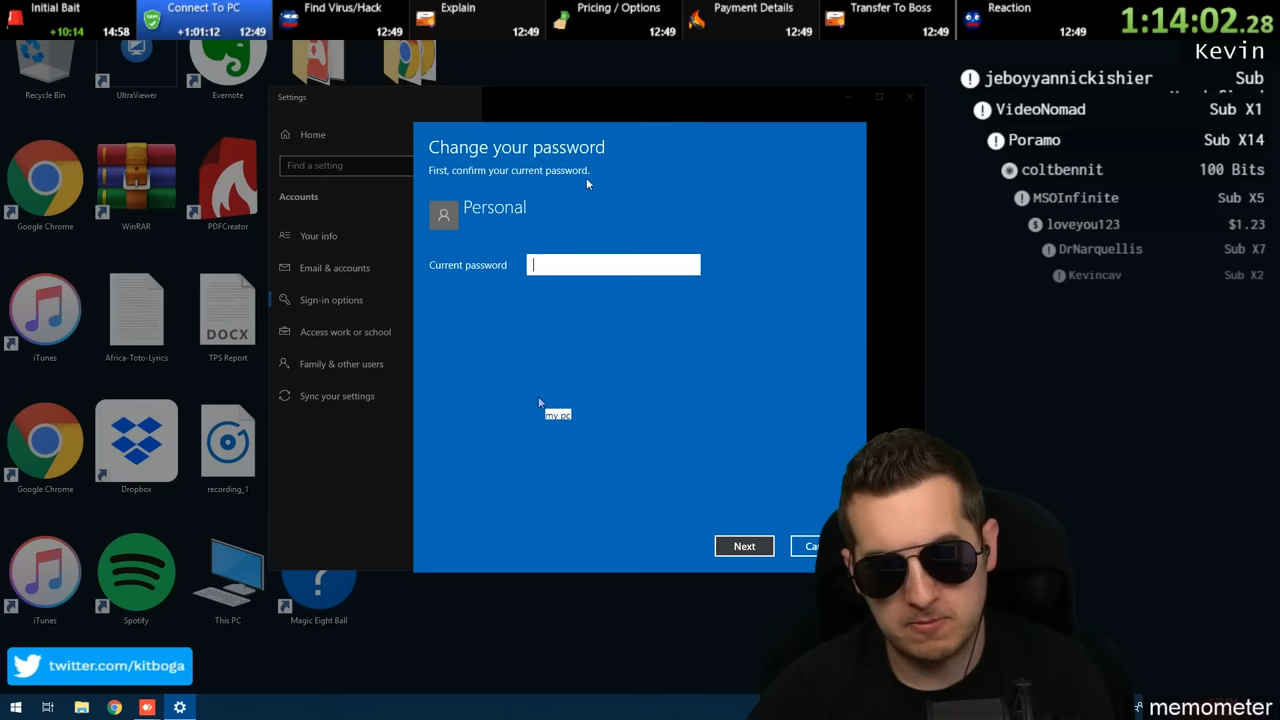 Initial Bait
+10:14 14:58
Connect To PC
+1:01:12 12:49
Find Virus/Hack
12:49
Explain
12:49
Pricing / Options
12:49
Payment Details
12:49
Transfer To Boss
12:49
Reaction
12:49
1:14:02.28
Kevin
jeboyyannickishier Sub
VideoNomad Sub X1
Poramo Sub X14
coltbennit 100 Bits
MSOInfinite Sub X5
loveyou123 $1.23
DrNarquellis Sub X7
Kevincav Sub X2
Recycle Bin
UltraViewer
Evernote
Google Chrome
WinRAR
PDFCreator
iTunes
Africa-Toto-Lyrics
DOCX
TPS Report
Google Chrome
Dropbox
recording_1
iTunes
Spotify
This PC
Magic Eight Ball
Settings
Home
Find a setting
Accounts
Your info
Email & accounts
Sign-in options
Access work or school
Family & other users
Sync your settings
Change your password
First, confirm your current password.
Personal
Current password
my pc
Next
Ca
twitter.com/kitboga
memometer